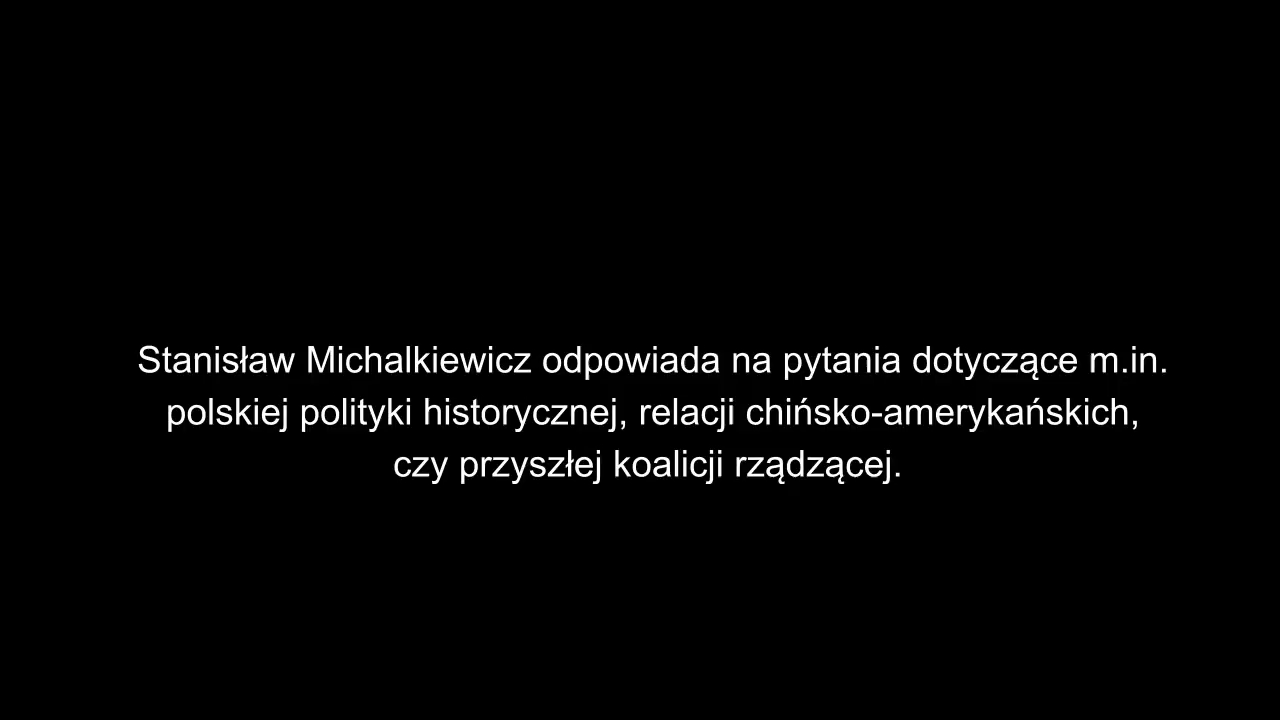 Stanisław Michalkiewicz odpowiada na pytania dotyczące m.in.
polskiej polityki historycznej, relacji chińsko-amerykańskich,
czy przyszłej koalicji rządzącej.